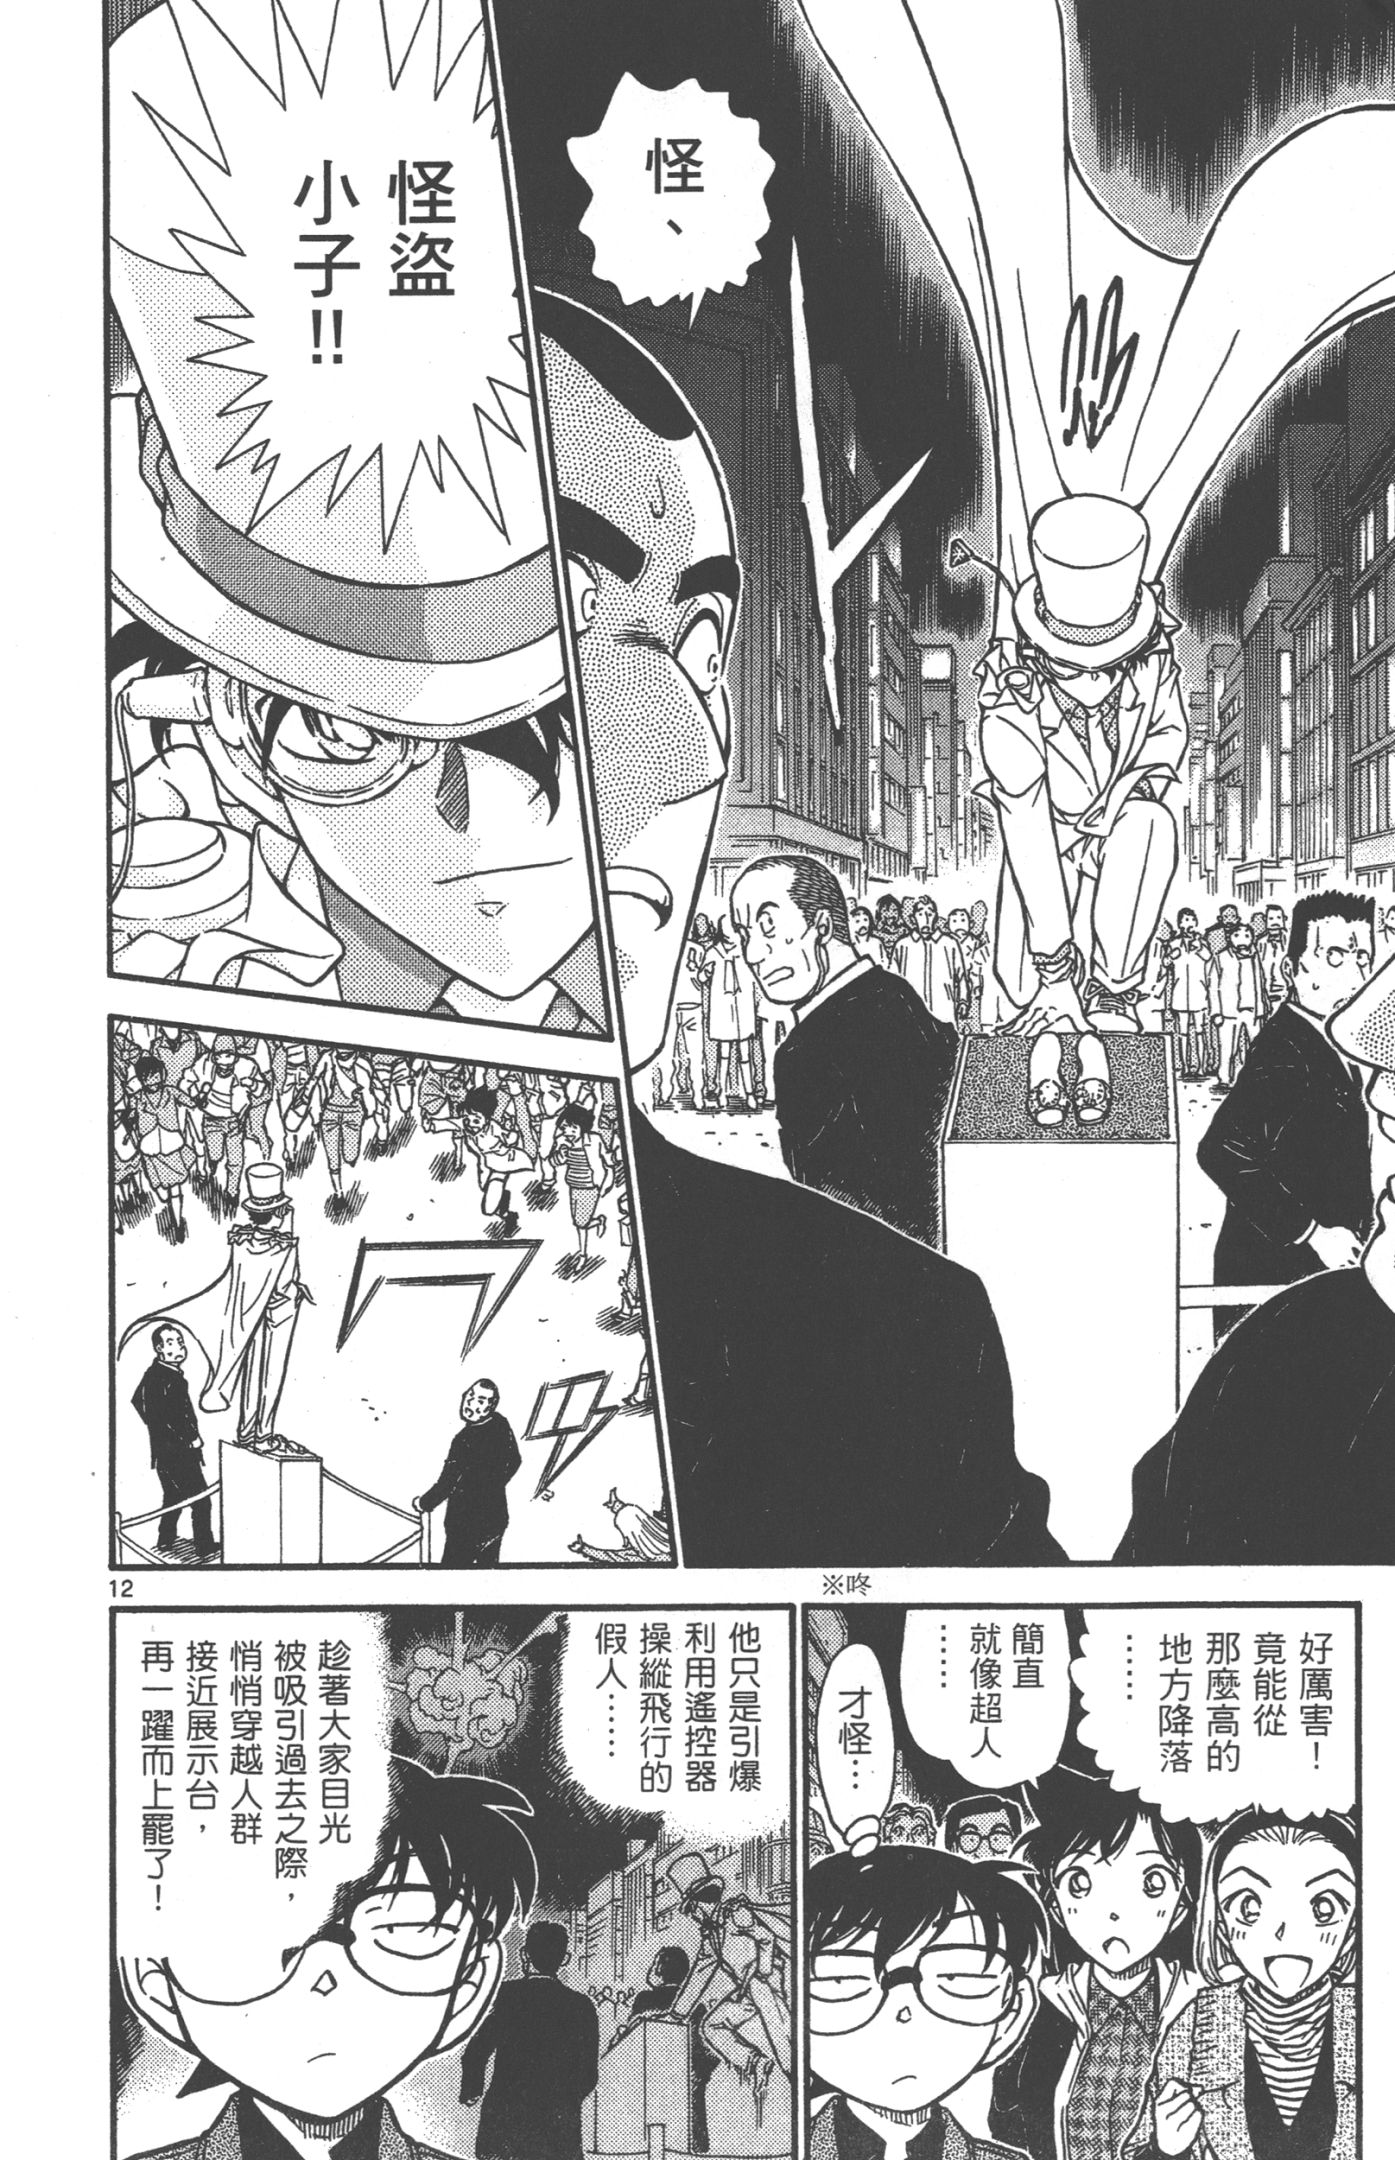 怪、
怪盜
小子!!
ト
ワ
ッ
※咚
好厲害!
竟能從
那麼高的
地方降落
……
簡直
就像超人
……
才怪…
他只是引爆
利用遙控器
操縱飛行的
假人……
趁著大家目光
被吸引過去之際,
悄悄穿越人群
接近展示台,
再一躍而上罷了!
12